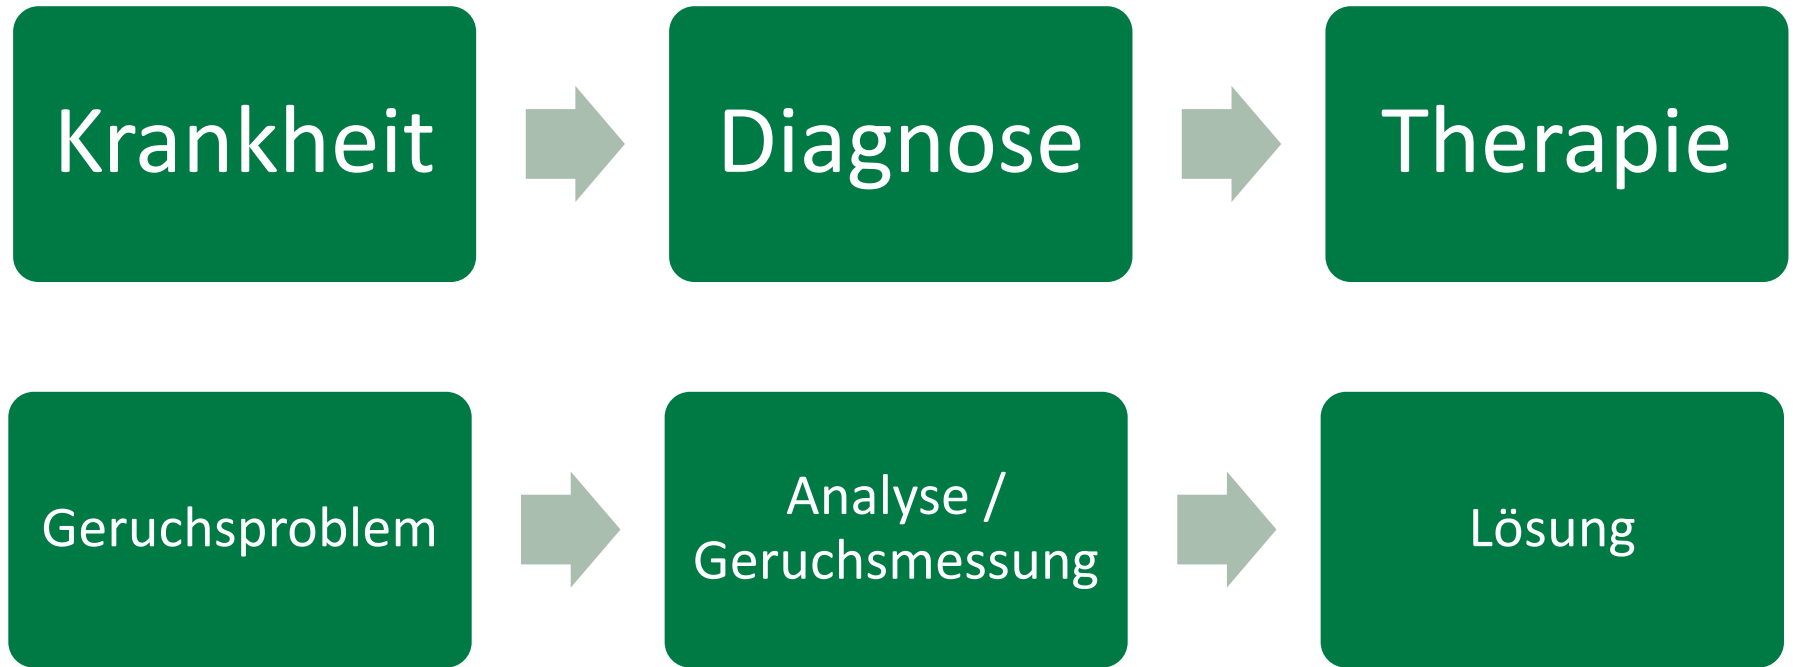 Krankheit
Diagnose
Therapie
Geruchsproblem
Analyse /
Geruchsmessung
Lösung